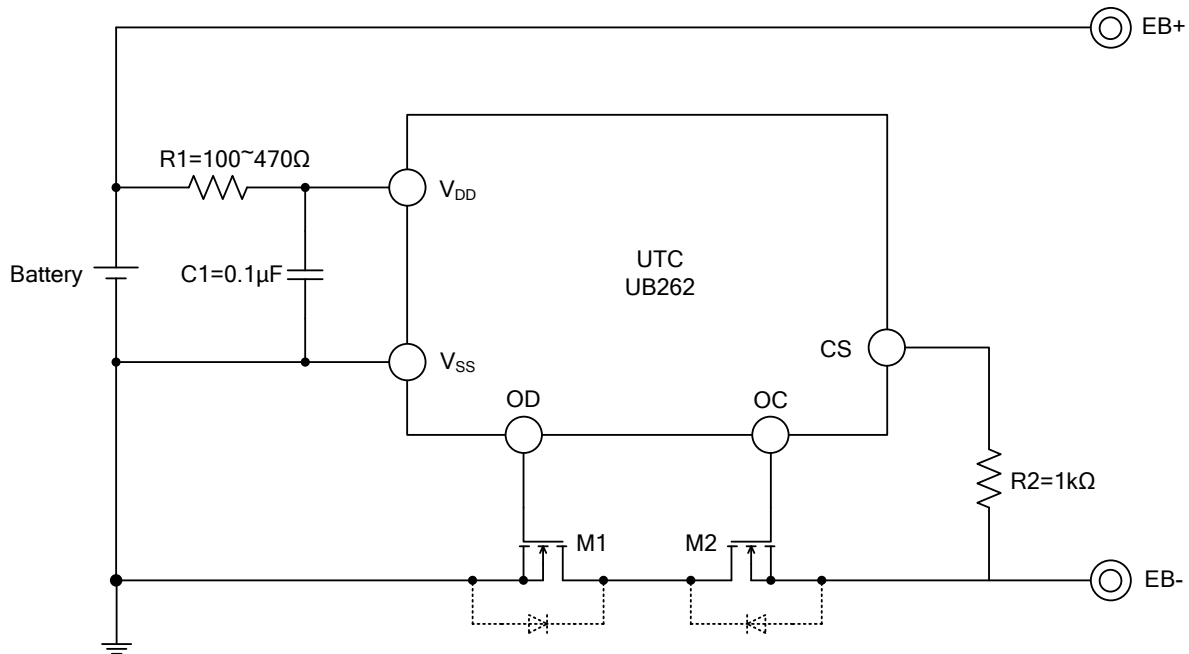 EB+
R1=100~470Ω
VDD
UTC
UB262
Battery
C1=0.1µF
CS
VSS
OD
OC
R2=1kΩ
M1
M2
EB-